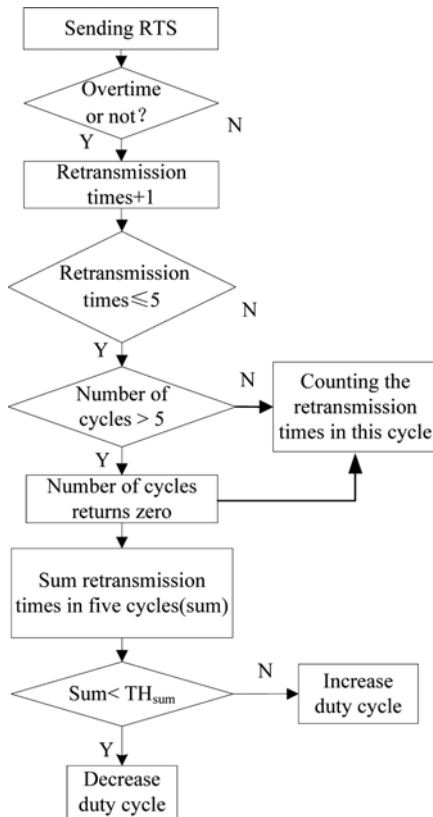 Sending RTS
Overtime
or not?
N
Y
Retransmission
times+1
Retransmission
times≤5
N
Y
Number of
cycles > 5
N
Counting the
retransmission
times in this cycle
Y
Number of cycles
returns zero
Sum retransmission
times in five cycles(sum)
Sum< THsum
N
Increase
duty cycle
Y
Decrease
duty cycle